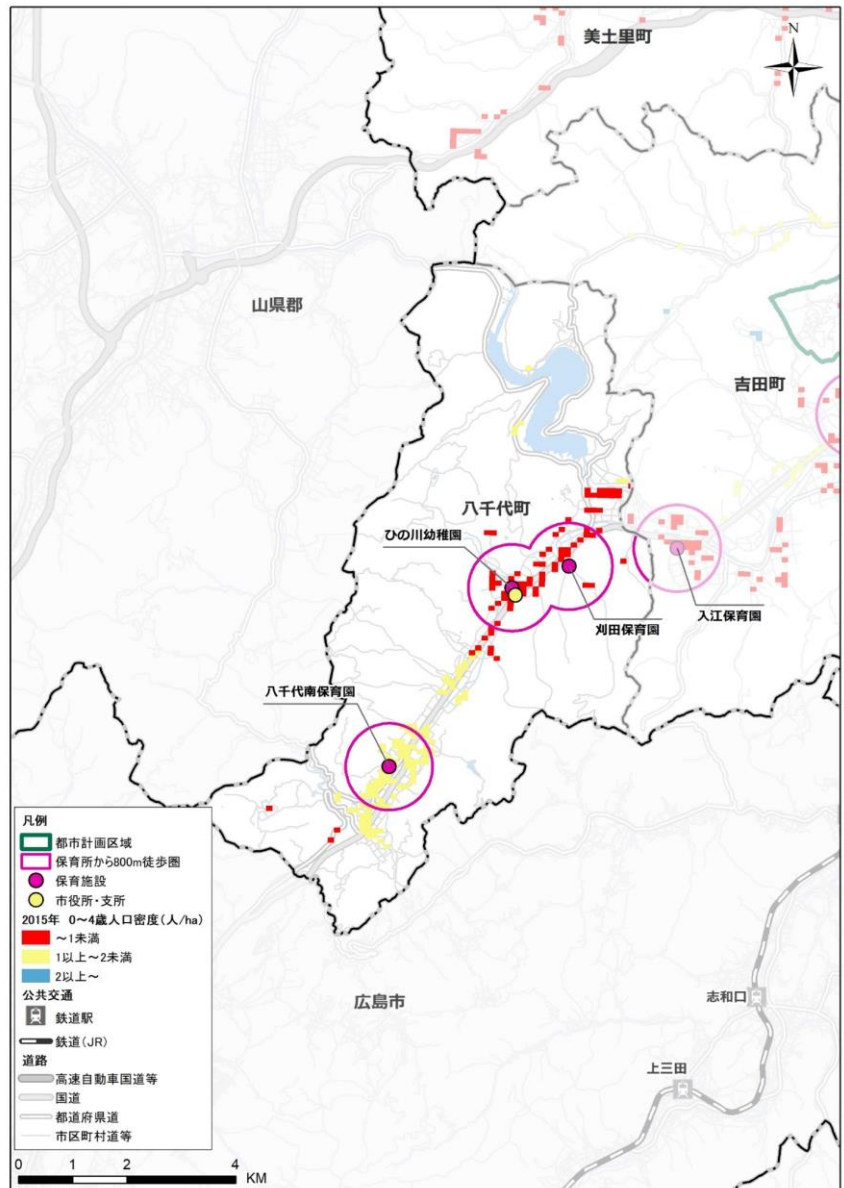 美土里町
N
山県郡
吉田町
八千代町
ひの川幼稚園
入江保育園
刈田保育園
八千代南保育園
凡例
都市計画区域
保育所から800m徒歩圏
保育施設
市役所・支所
2015年 0~4歳人口密度(人/ha)
~1未満
1以上~2未満
2以上~
公共交通
鉄道駅
鉄道(JR)
道路
高速自動車国道等
国道
都道府県道
市区町村道等
広島市
志和口
上三田
0 1 2 4
KM